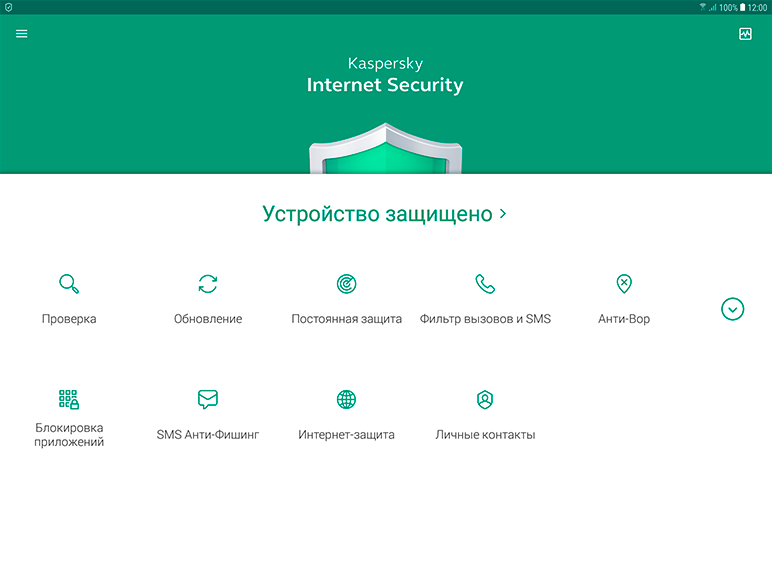 100% 12:00
Kaspersky
Internet Security
Устройство защищено
Проверка
Обновление
Постоянная защита
Фильтр вызовов и SMS
Анти-Вор
Блокировка
приложений
SMS Анти-Фишинг
Интернет-защита
Личные контакты